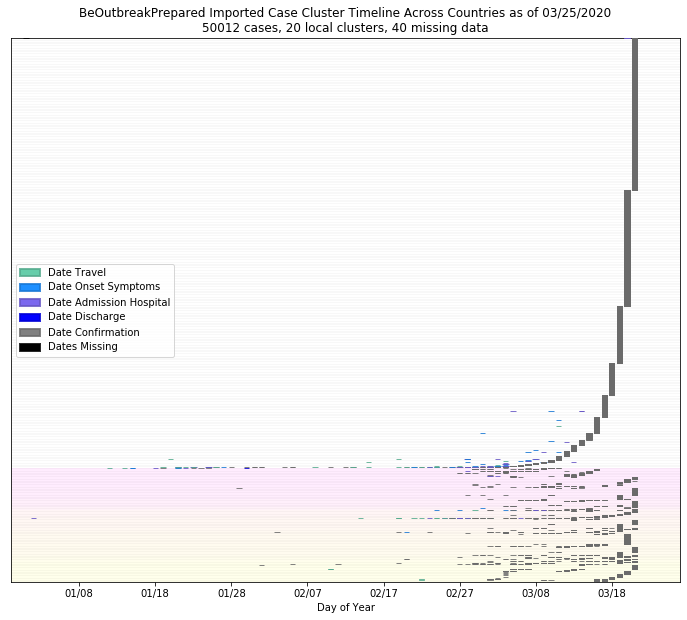 BeOutbreakPrepared Imported Case Cluster Timeline Across Countries as of 03/25/2020
50012 cases, 20 local clusters, 40 missing data
Date Travel
Date Onset Symptoms
Date Admission Hospital
Date Discharge
Date Confirmation
Dates Missing
01/08 01/18 01/28 02/07 02/17 02/27 03/08 03/18
Day of Year